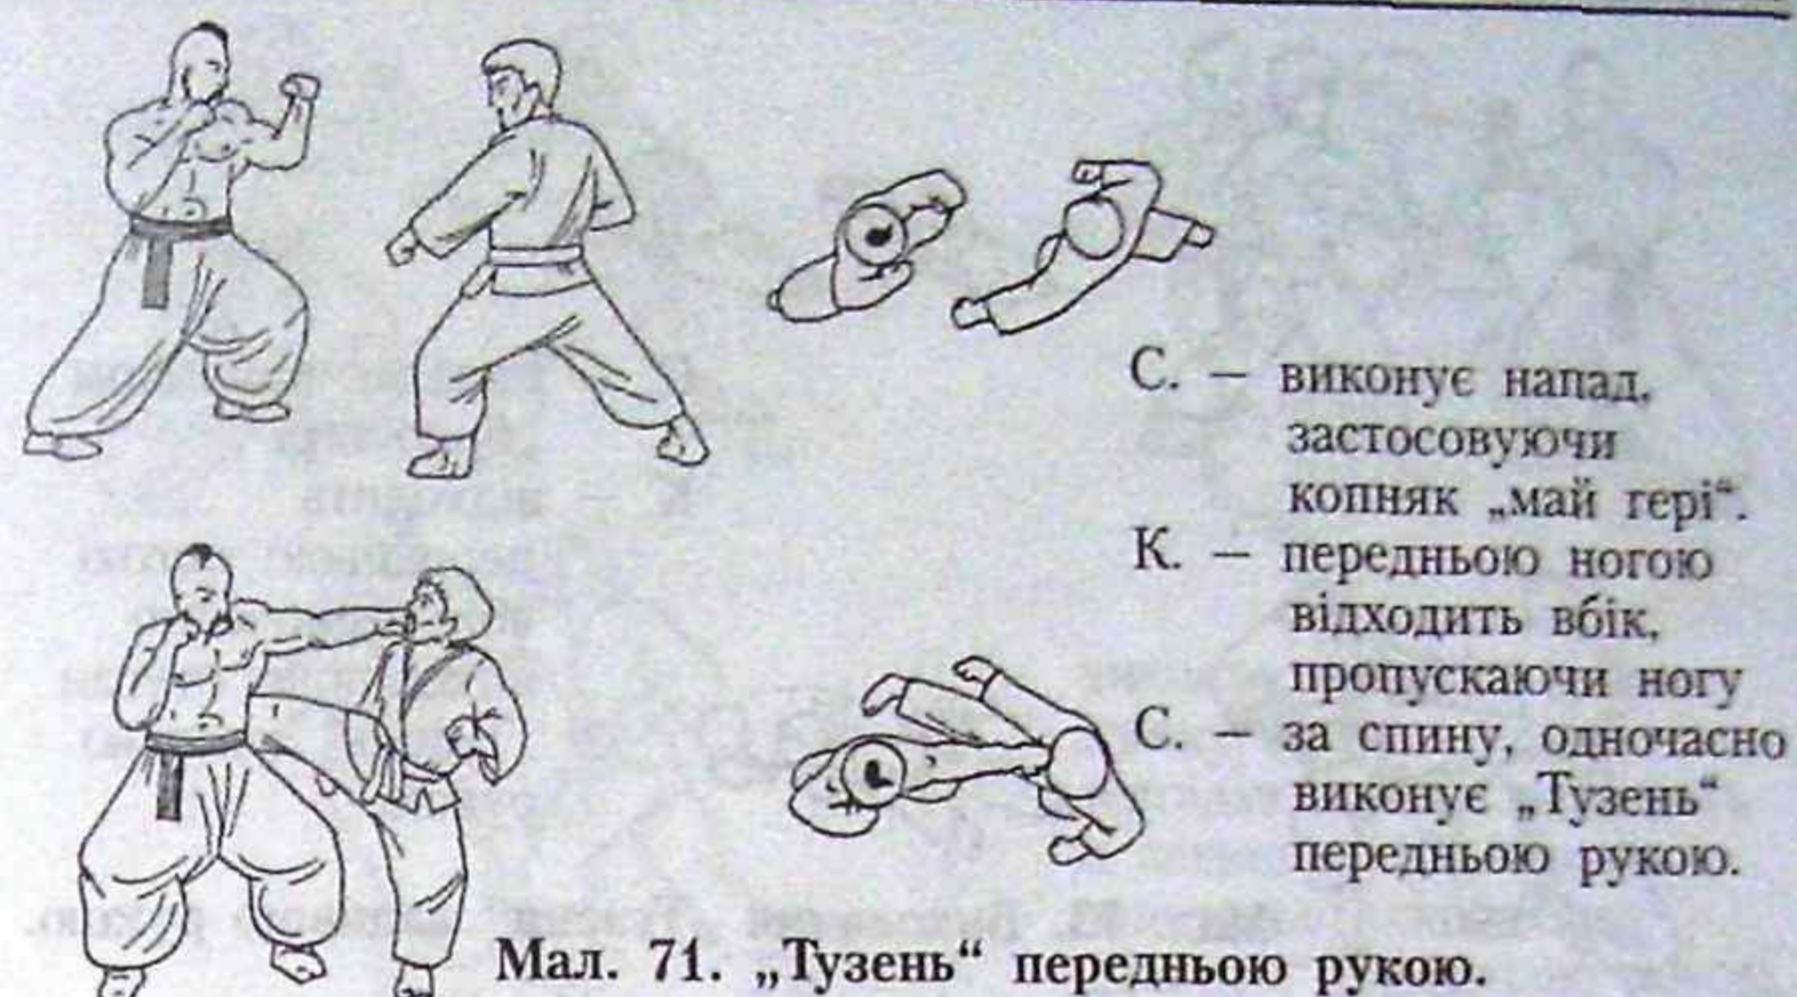 С. – виконує напад,
застосовуючи
копняк „май гері“.
К. – передньою ногою
відходить вбік,
пропускаючи ногу
С. – за спину, одночасно
виконує „Тузень“
передньою рукою.
Мал. 71. „Тузень“ передньою рукою.